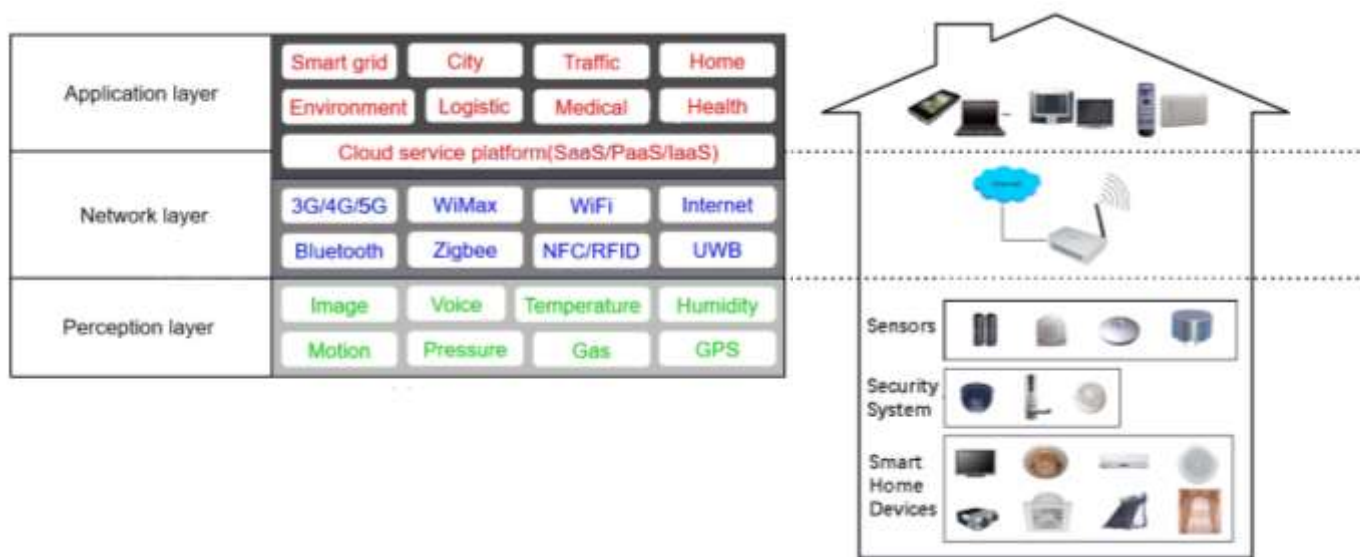 Application layer
Smart grid City Traffic Home
Environment Logistic Medical Health
Cloud service platform(SaaS/PaaS/IaaS)
Network layer
3G/4G/5G WiMax WiFi Internet
Bluetooth Zigbee NFC/RFID UWB
Perception layer
Image Voice Temperature Humidity
Motion Pressure Gas GPS
Sensors
Security
System
Smart
Home
Devices